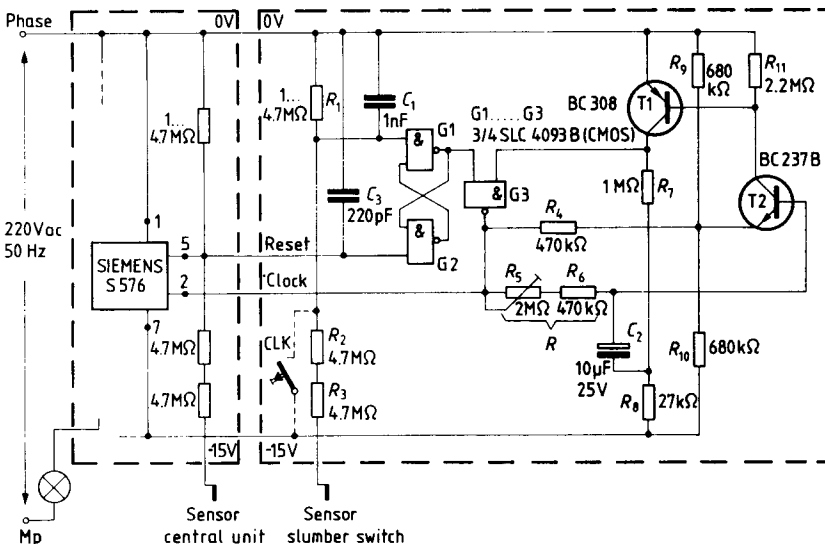 Phase
0V
0V
1...
4.7MΩ
1...
4.7MΩ
R1
C1
1nF
C3
220pF
&
G1
&
G2
G1.....G3
3/4 SLC 4093 B (CMOS)
&
G3
BC308
T1
R9
680
kΩ
R11
2.2MΩ
BC237B
T2
1MΩ
R7
R4
470kΩ
220Vac
50 Hz
1
5
2
7
SIEMENS
S 576
Reset
Clock
R5
2MΩ
R6
470kΩ
R
C2
10µF
25V
R10
680kΩ
CLK
4.7MΩ
4.7MΩ
R2
4.7MΩ
R3
4.7MΩ
R8
27kΩ
-15V
-15V
Mp
Sensor
central unit
Sensor
slumber switch